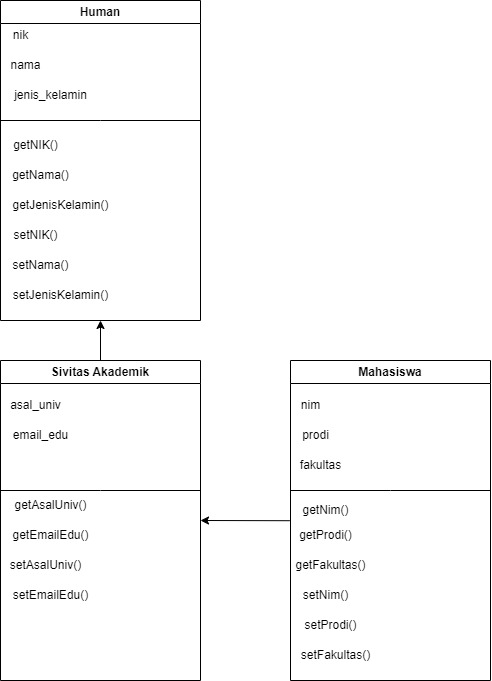 Human
nik
nama
jenis_kelamin
getNIK()
getNama()
getJenisKelamin()
setNIK()
setNama()
setJenisKelamin()
Sivitas Akademik
asal_univ
email_edu
getAsalUniv()
getEmailEdu()
setAsalUniv()
setEmailEdu()
Mahasiswa
nim
prodi
fakultas
getNim()
getProdi()
getFakultas()
setNim()
setProdi()
setFakultas()